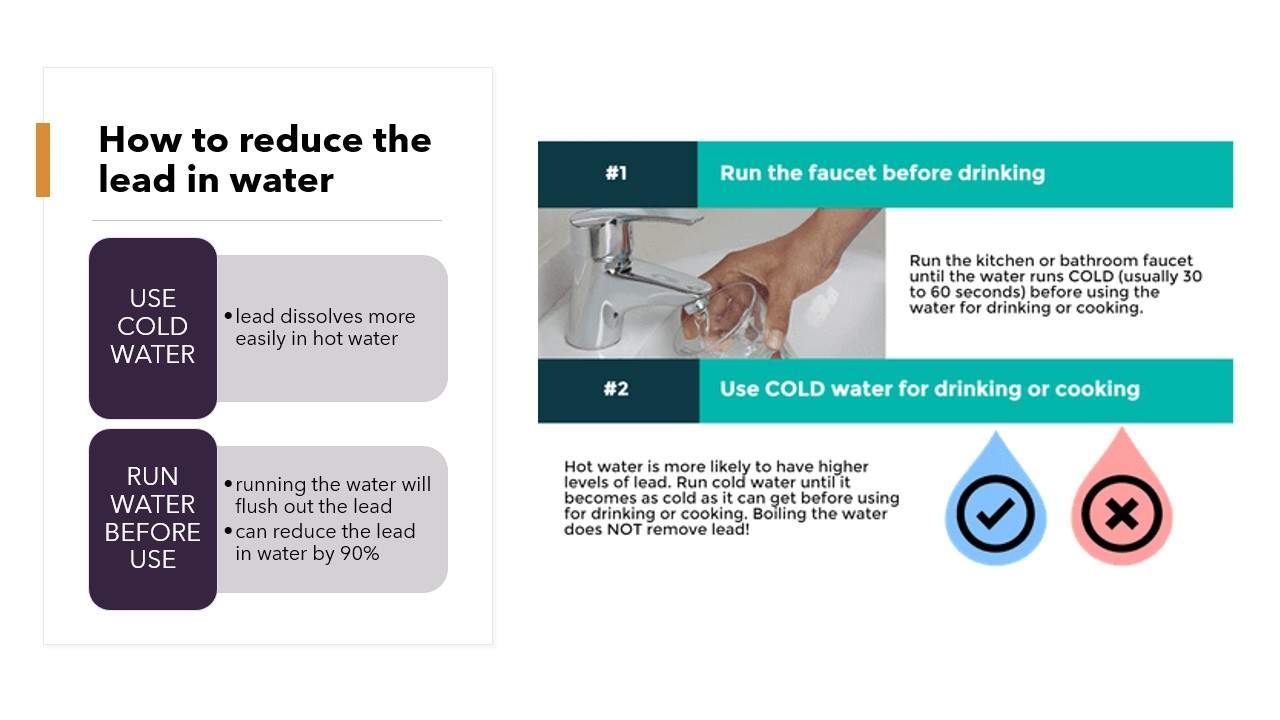 How to reduce the
lead in water
USE
COLD
WATER
•lead dissolves more
easily in hot water
RUN
WATER
BEFORE
USE
•running the water will
flush out the lead
•can reduce the lead
in water by 90%
#1
Run the faucet before drinking
Run the kitchen or bathroom faucet
until the water runs COLD (usually 30
to 60 seconds) before using the
water for drinking or cooking.
#2
Use COLD water for drinking or cooking
Hot water is more likely to have higher
levels of lead. Run cold water until it
becomes as cold as it can get before using
for drinking or cooking. Boiling the water
does NOT remove lead!